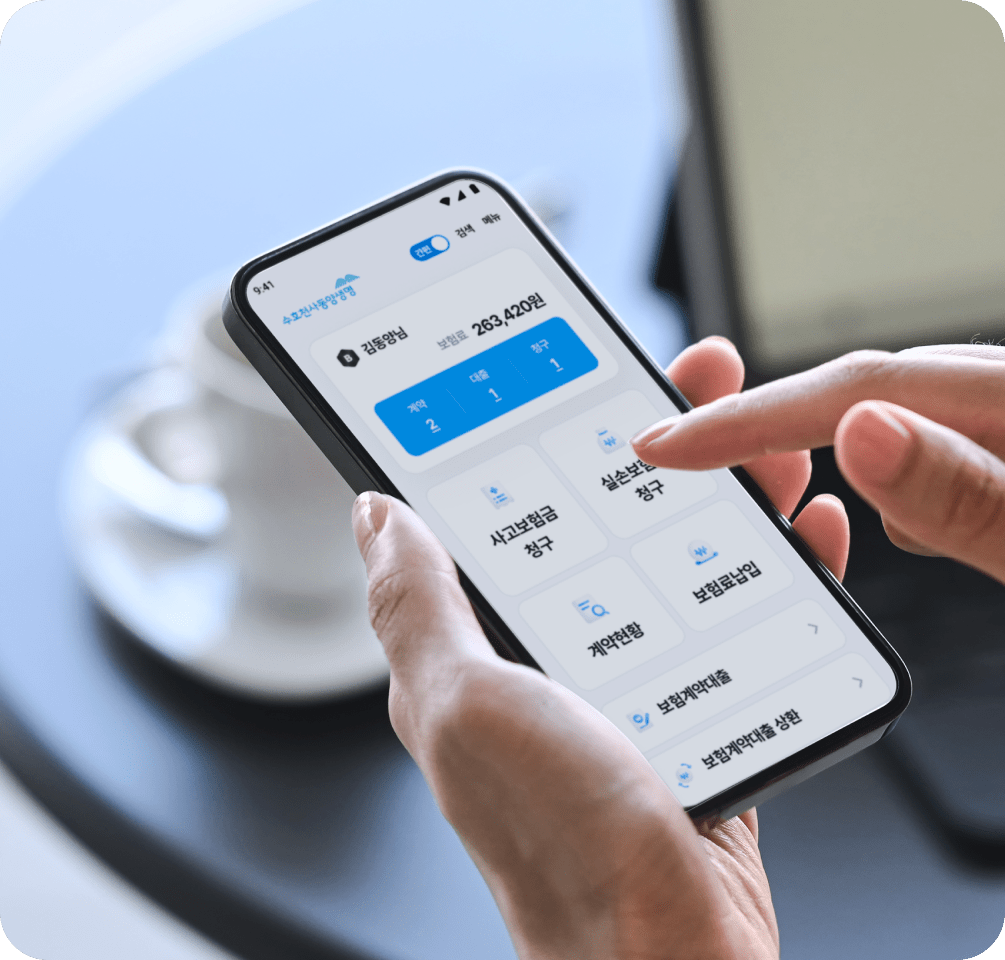 9:41
간편 검색 메뉴
수호천사동양생명
B 김동양님
보험료 263,420원
계약 대출 청구
2 1 1
사고보험금
청구
실손보험
청구
계약현황
보험료납입
보험계약대출
보험계약대출 상환